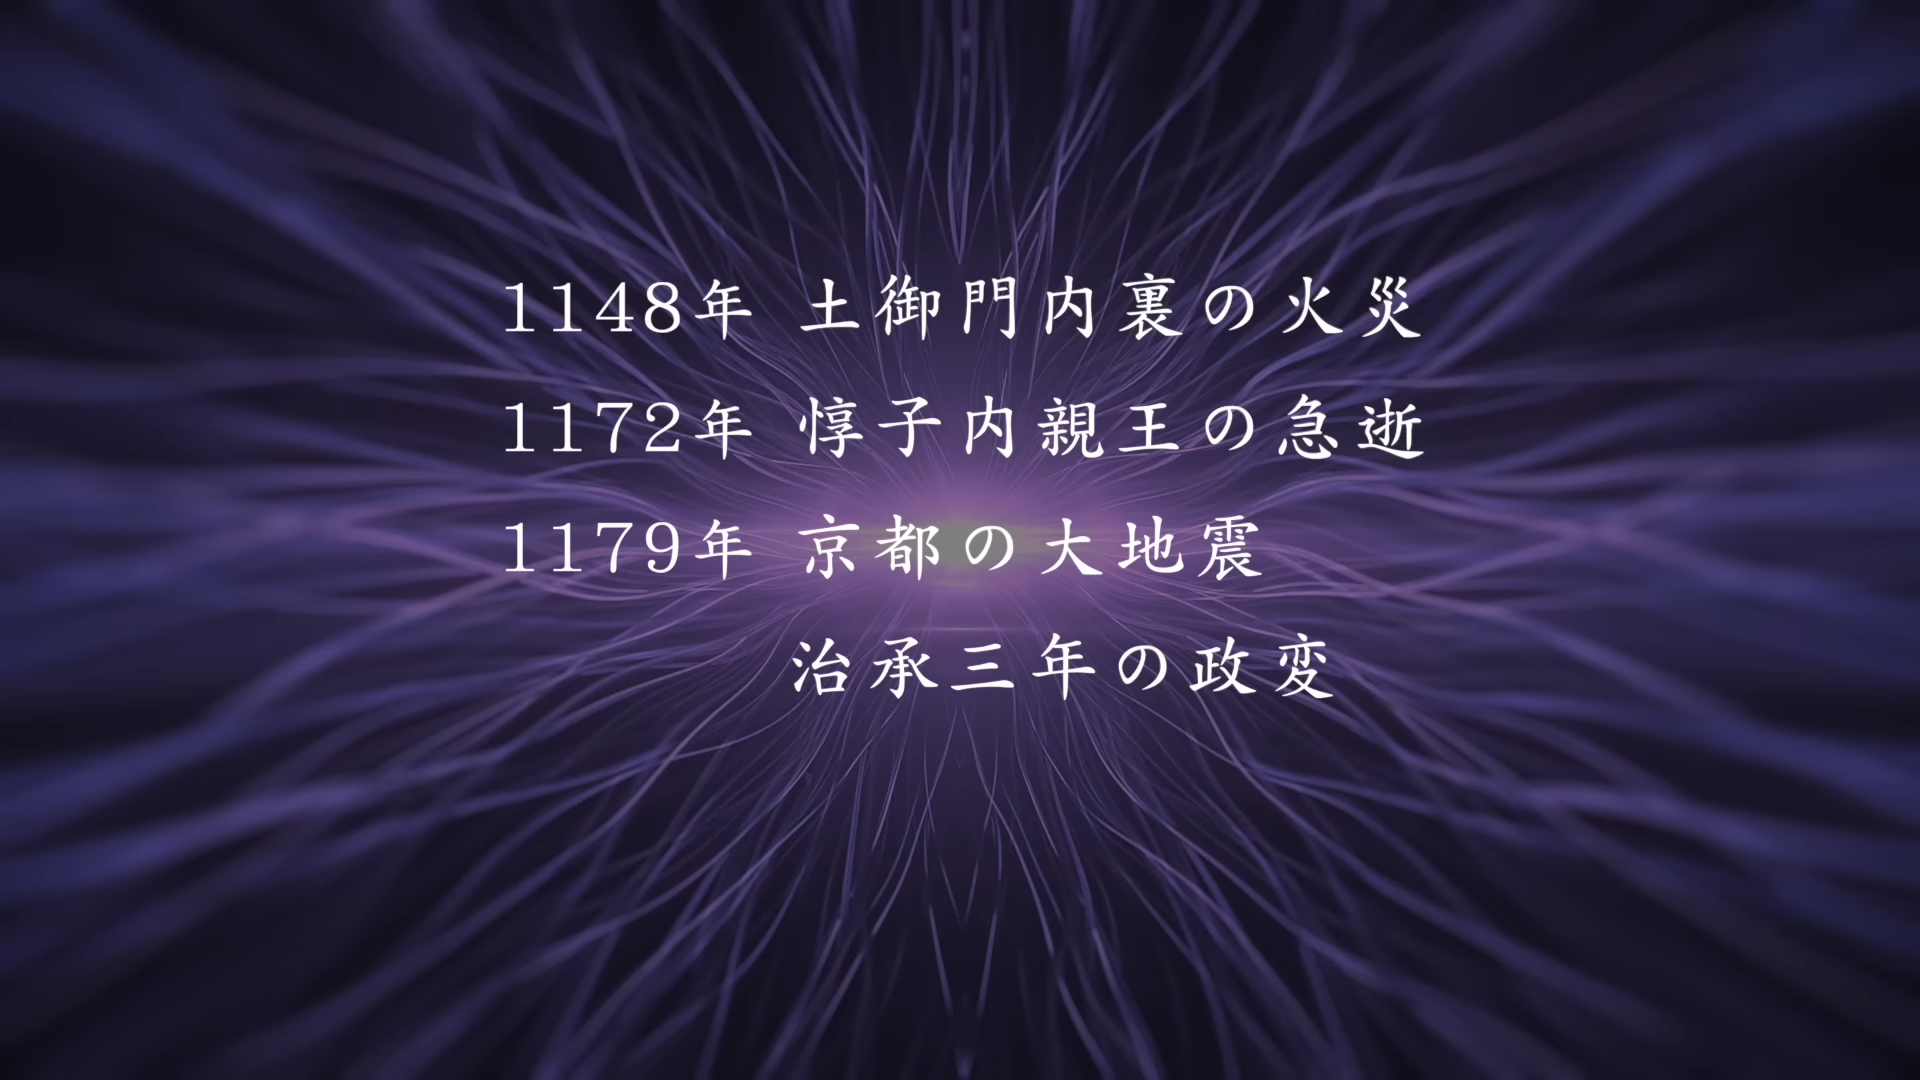 1148年 土御門内裏の火災
1172年 惇子内親王の急逝
1179年 京都の大地震
治承三年の政変